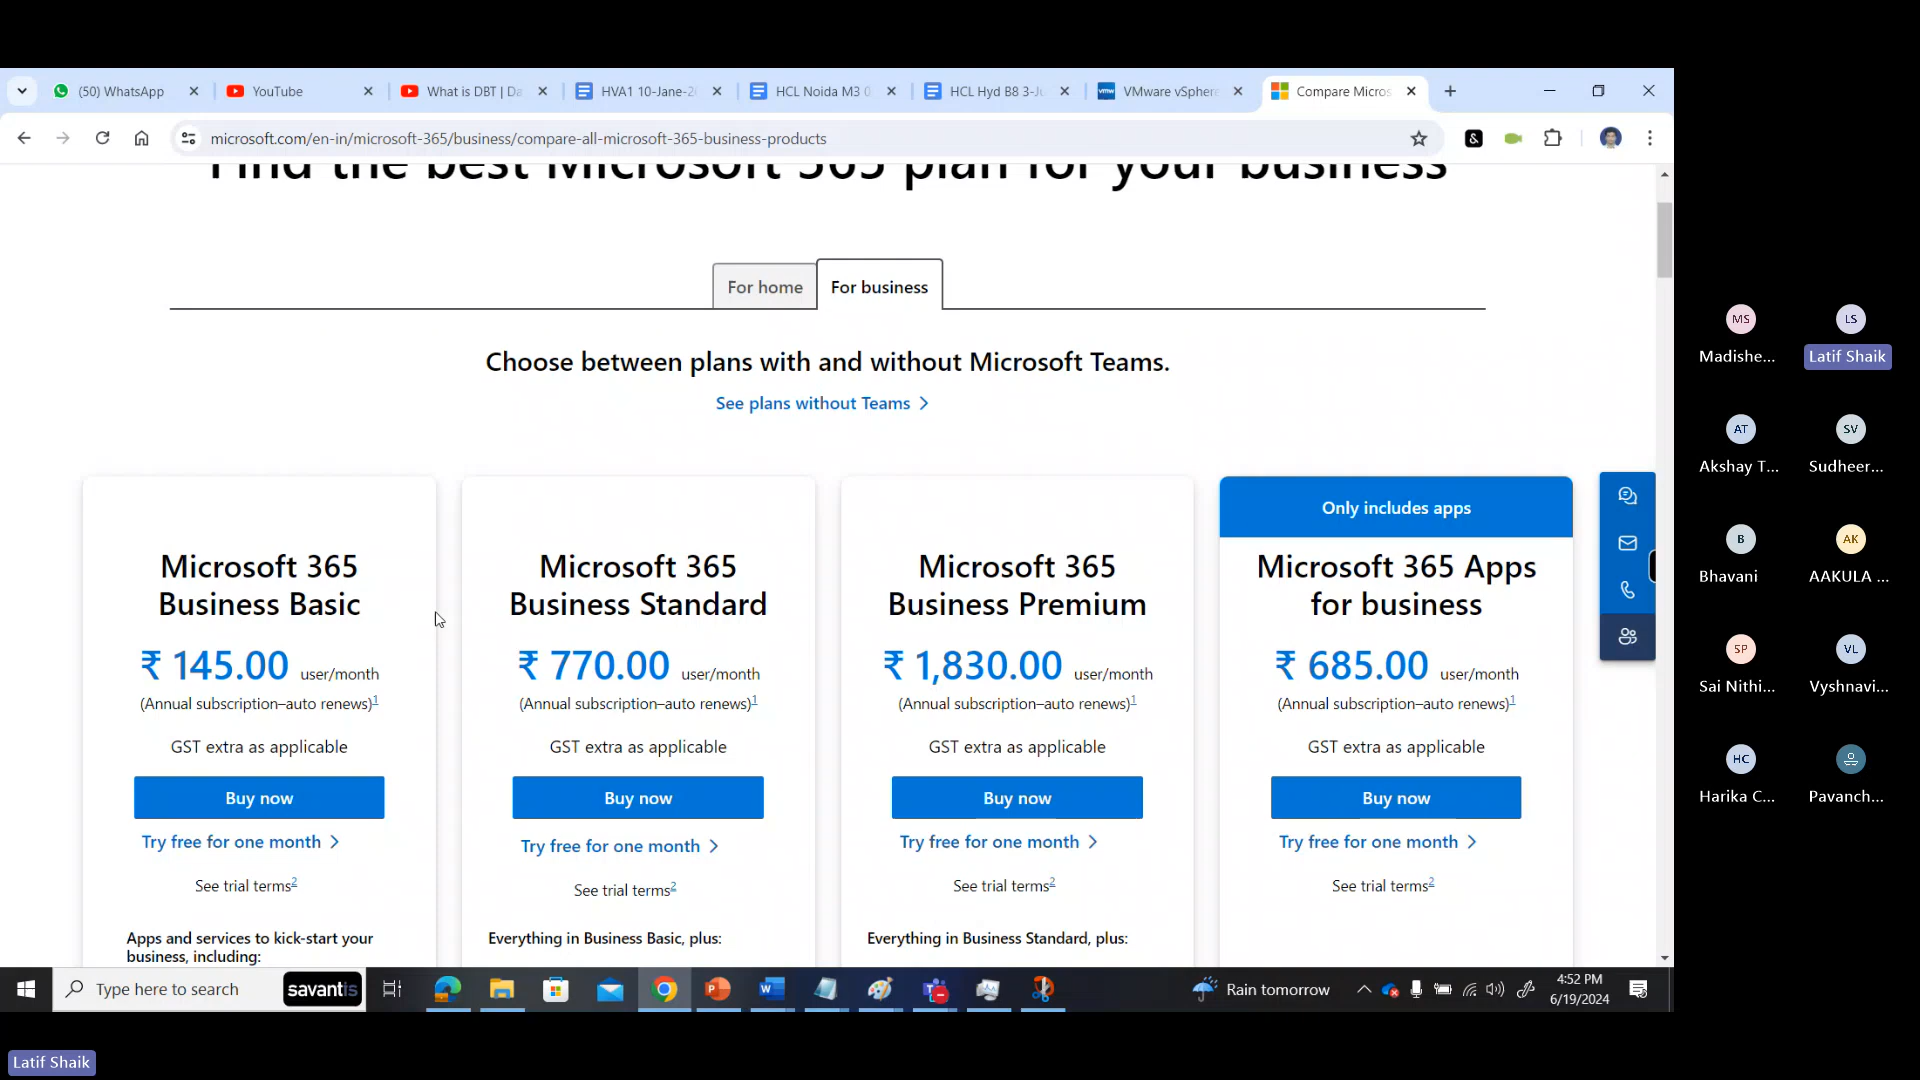 (50) WhatsApp
YouTube
What is DBT | Da
HVA1 10-Jane-2
HCL Noida M3 0
HCL Hyd B8 3-Ju
VMware vSphere
Compare Micros
microsoft.com/en-in/microsoft-365/business/compare-all-microsoft-365-business-products
Find the best Microsoft 365 plan for your business
For home
For business
Choose between plans with and without Microsoft Teams.
See plans without Teams
Only includes apps
Microsoft 365
Business Basic
₹ 145.00 user/month
(Annual subscription–auto renews)1
GST extra as applicable
Buy now
Try free for one month
See trial terms2
Apps and services to kick-start your
business, including:
Microsoft 365
Business Standard
₹ 770.00 user/month
(Annual subscription–auto renews)1
GST extra as applicable
Buy now
Try free for one month
See trial terms2
Everything in Business Basic, plus:
Microsoft 365
Business Premium
₹ 1,830.00 user/month
(Annual subscription–auto renews)1
GST extra as applicable
Buy now
Try free for one month
See trial terms2
Everything in Business Standard, plus:
Microsoft 365 Apps
for business
₹ 685.00 user/month
(Annual subscription–auto renews)1
GST extra as applicable
Buy now
Try free for one month
See trial terms2
MS
Madishe...
LS
Latif Shaik
AT
Akshay T...
SV
Sudheer...
B
Bhavani
AK
AAKULA ...
SP
Sai Nithi...
VL
Vyshnavi...
HC
Harika C...
Pavanch...
Type here to search
savantis
Rain tomorrow
4:52 PM
6/19/2024
Latif Shaik